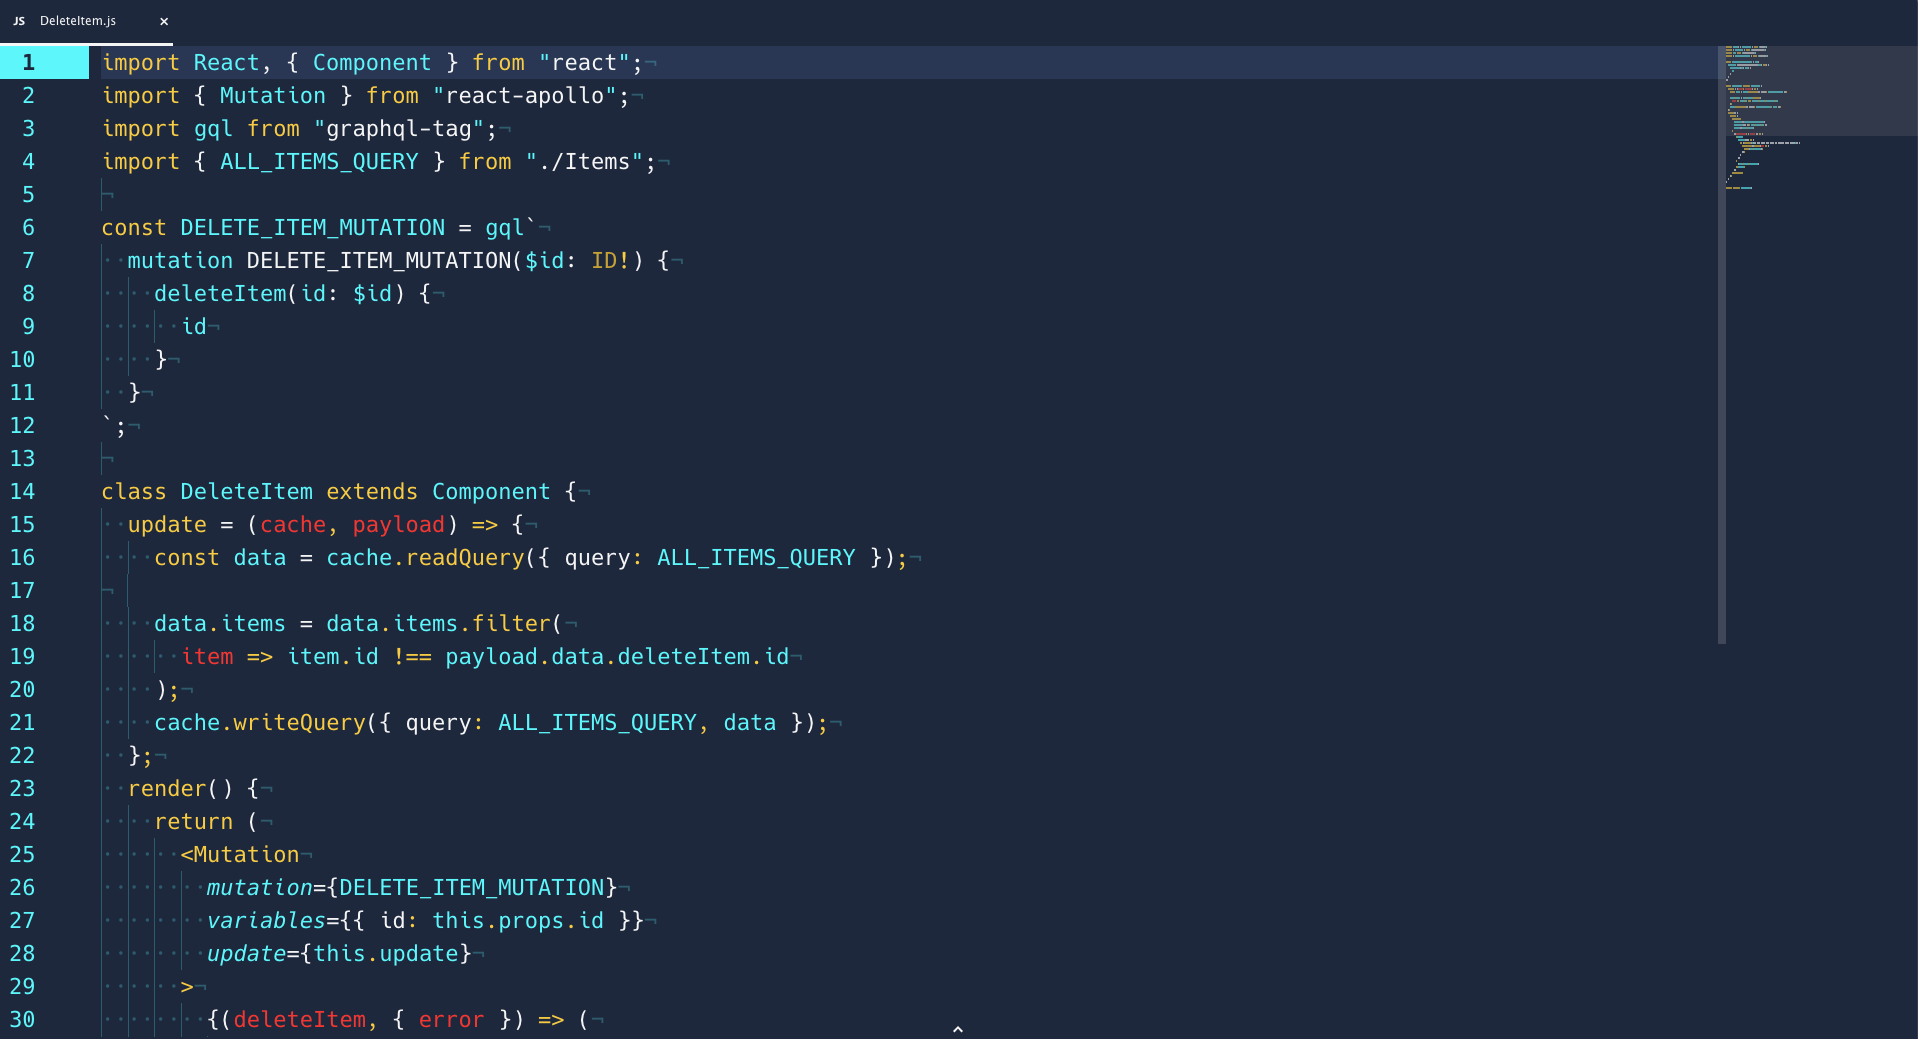 JS DeleteItem.js ×
1 import React, { Component } from "react";¬
2 import { Mutation } from "react-apollo";¬
3 import gql from "graphql-tag";¬
4 import { ALL_ITEMS_QUERY } from "./Items";¬
5 ¬
6 const DELETE_ITEM_MUTATION = gql`¬
7 ··mutation DELETE_ITEM_MUTATION($id: ID!) {¬
8 ····deleteItem(id: $id) {¬
9 ······id¬
10 ····}¬
11 ··}¬
12 `;¬
13 ¬
14 class DeleteItem extends Component {¬
15 ··update = (cache, payload) => {¬
16 ····const data = cache.readQuery({ query: ALL_ITEMS_QUERY });¬
17 ¬
18 ····data.items = data.items.filter(¬
19 ······item => item.id !== payload.data.deleteItem.id¬
20 ····);¬
21 ····cache.writeQuery({ query: ALL_ITEMS_QUERY, data });¬
22 ··};¬
23 ··render() {¬
24 ····return (¬
25 ······<Mutation¬
26 ········mutation={DELETE_ITEM_MUTATION}¬
27 ········variables={{ id: this.props.id }}¬
28 ········update={this.update}¬
29 ······>¬
30 ········{(deleteItem, { error }) => (¬